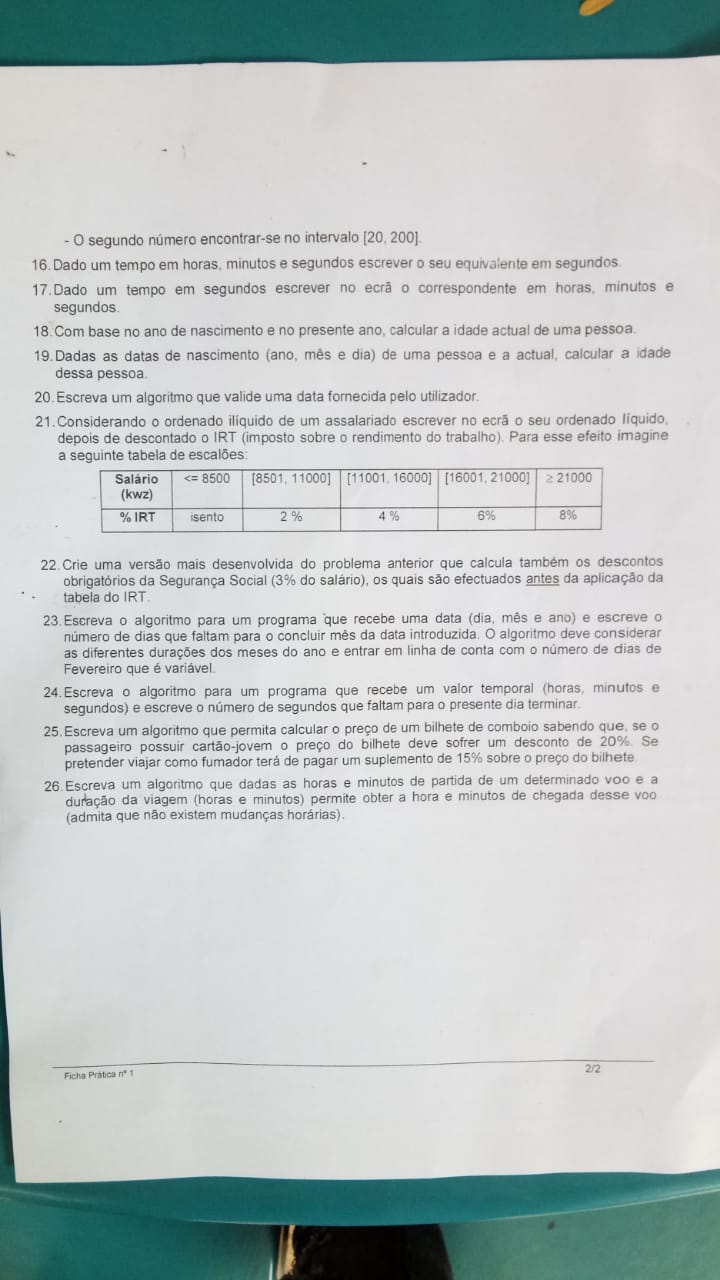 - O segundo número encontrar-se no intervalo [20, 200].
16. Dado um tempo em horas, minutos e segundos escrever o seu equivalente em segundos.
17. Dado um tempo em segundos escrever no ecrã o correspondente em horas, minutos e
segundos.
18. Com base no ano de nascimento e no presente ano, calcular a idade actual de uma pessoa.
19. Dadas as datas de nascimento (ano, mês e dia) de uma pessoa e a actual, calcular a idade
dessa pessoa.
20. Escreva um algoritmo que valide uma data fornecida pelo utilizador.
21. Considerando o ordenado ilíquido de um assalariado escrever no ecrã o seu ordenado líquido,
depois de descontado o IRT (imposto sobre o rendimento do trabalho). Para esse efeito imagine
a seguinte tabela de escalões:
Salário <= 8500 [8501, 11000] [11001, 16000] [16001, 21000] ≥ 21000
(kwz)
% IRT isento 2 % 4 % 6% 8%
22. Crie uma versão mais desenvolvida do problema anterior que calcula também os descontos
obrigatórios da Segurança Social (3% do salário), os quais são efectuados antes da aplicação da
tabela do IRT.
23. Escreva o algoritmo para um programa que recebe uma data (dia, mês e ano) e escreve o
número de dias que faltam para o concluir mês da data introduzida. O algoritmo deve considerar
as diferentes durações dos meses do ano e entrar em linha de conta com o número de dias de
Fevereiro que é variável.
24. Escreva o algoritmo para um programa que recebe um valor temporal (horas, minutos e
segundos) e escreve o número de segundos que faltam para o presente dia terminar.
25. Escreva um algoritmo que permita calcular o preço de um bilhete de comboio sabendo que, se o
passageiro possuir cartão-jovem o preço do bilhete deve sofrer um desconto de 20%. Se
pretender viajar como fumador terá de pagar um suplemento de 15% sobre o preço do bilhete.
26. Escreva um algoritmo que dadas as horas e minutos de partida de um determinado voo e a
duração da viagem (horas e minutos) permite obter a hora e minutos de chegada desse voo
(admita que não existem mudanças horárias).
Ficha Prática nº 1 2/2